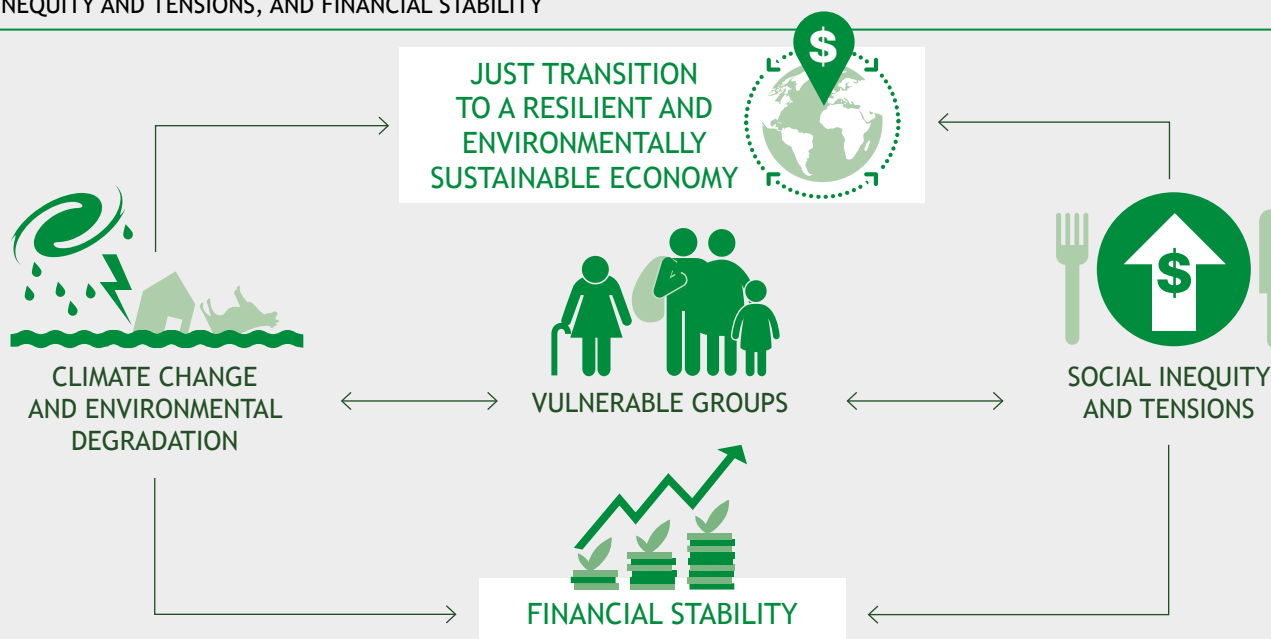 INEQUITY AND TENSIONS, AND FINANCIAL STABILITY
$
JUST TRANSITION
TO A RESILIENT AND
ENVIRONMENTALLY
SUSTAINABLE ECONOMY
$
CLIMATE CHANGE
AND ENVIRONMENTAL
DEGRADATION
VULNERABLE GROUPS
SOCIAL INEQUITY
AND TENSIONS
FINANCIAL STABILITY